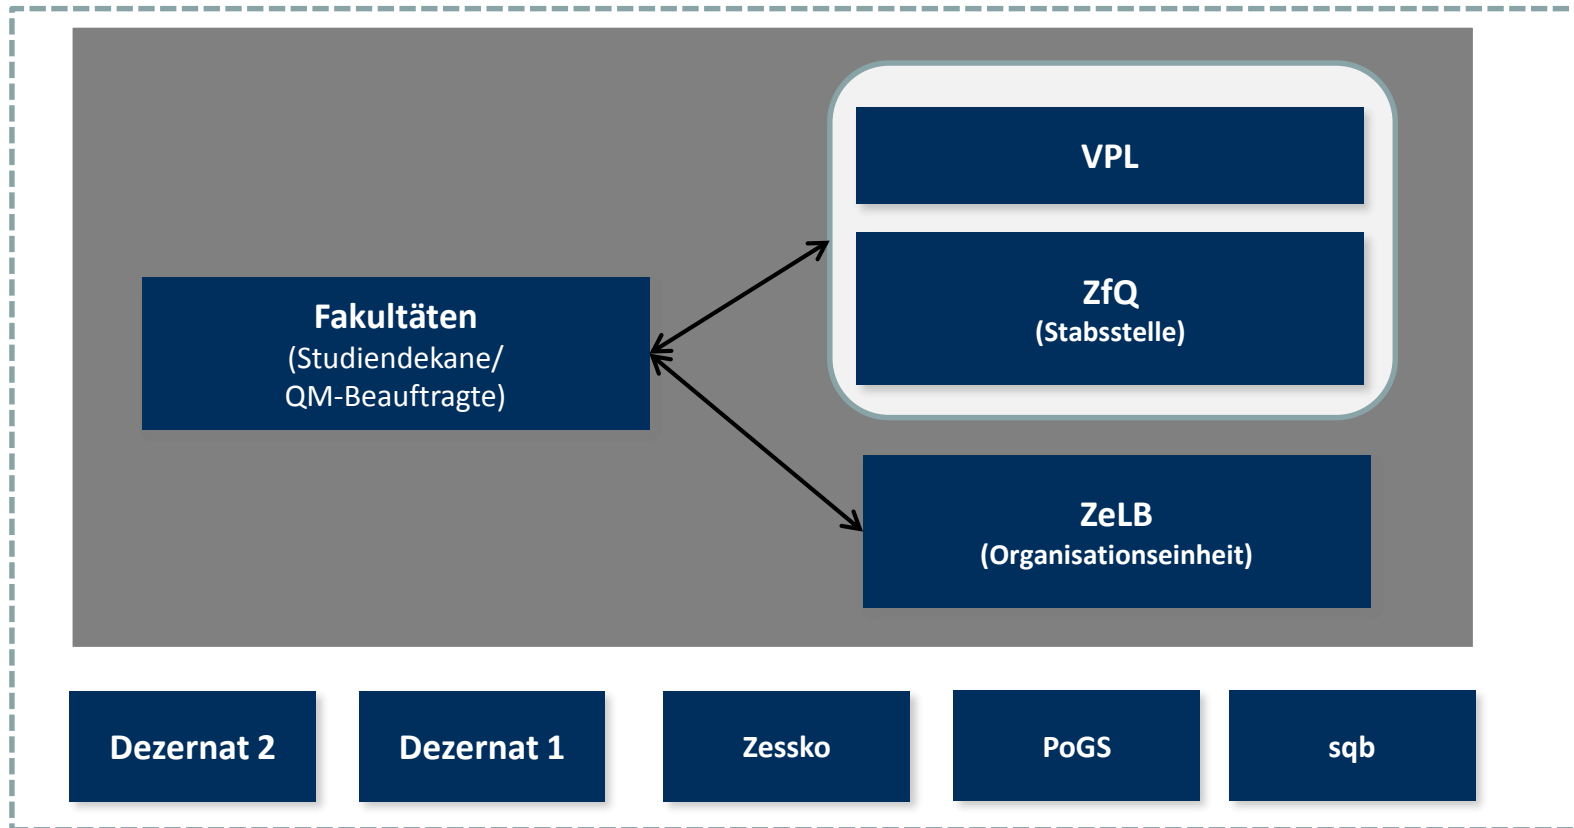 VPL
ZfQ
(Stabsstelle)
Fakultäten
(Studiendekane/
QM-Beauftragte)
ZeLB
(Organisationseinheit)
Dezernat 2
Dezernat 1
Zessko
PoGS
sqb